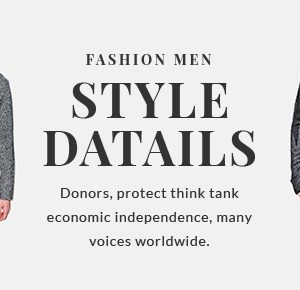 FASHION MEN
STYLE
DATAILS
Donors, protect think tank
economic independence, many
voices worldwide.